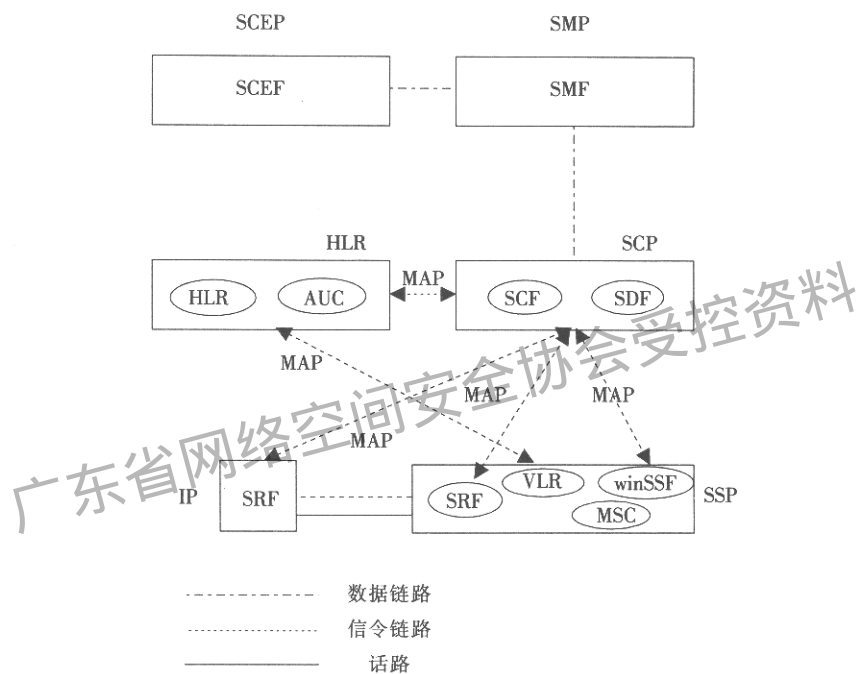 SCEP SMP
SCEF SMF
HLR SCP
MAP
HLR AUC SCF SDF
MAP MAP MAP
MAP
IP SRF SRF VLR winSSF SSP
MSC
数据链路
信令链路
话路
广东省网络空间安全协会受控资料